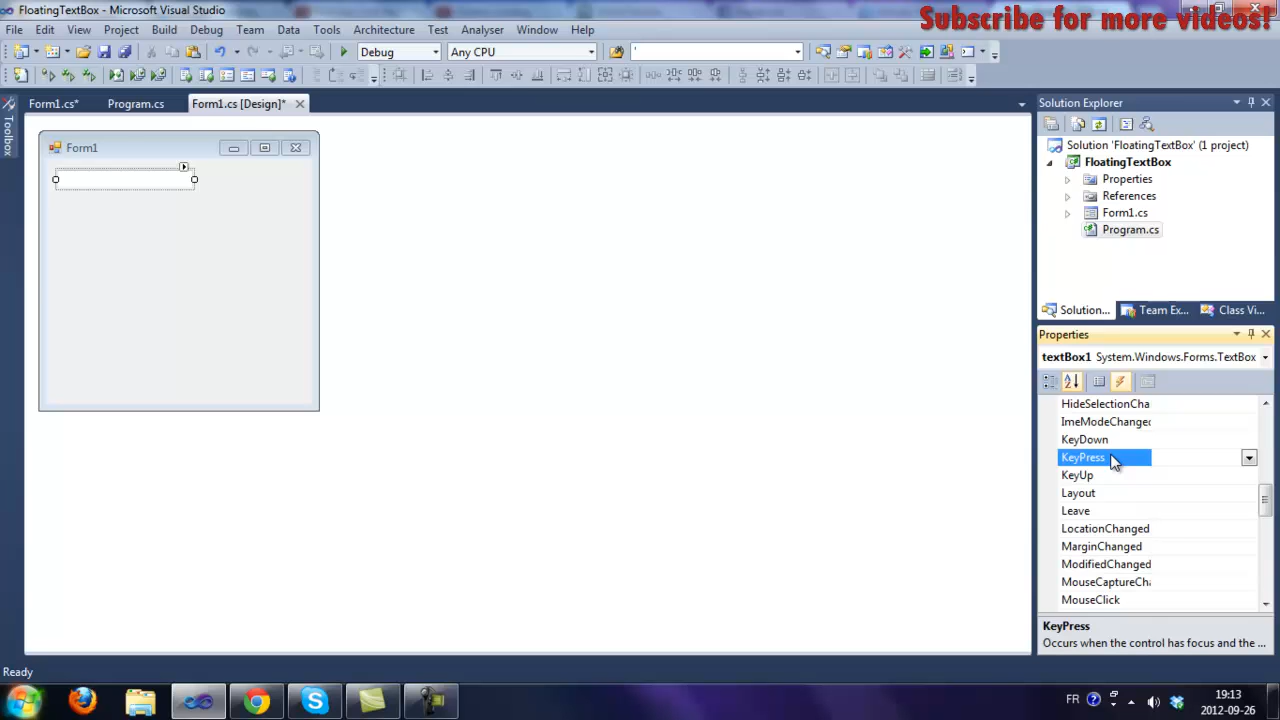 FloatingTextBox - Microsoft Visual Studio
Subscribe for more videos!
File Edit View Project Build Debug Team Data Tools Architecture Test Analyzer Window Help
Debug Any CPU '
Form1.cs* Program.cs Form1.cs [Design]*
Toolbox
Form1
Solution Explorer
Solution 'FloatingTextBox' (1 project)
FloatingTextBox
Properties
References
Form1.cs
Program.cs
Solution... Team Ex... Class Vi...
Properties
textBox1 System.Windows.Forms.TextBox
HideSelectionCha
ImeModeChanged
KeyDown
KeyPress
KeyUp
Layout
Leave
LocationChanged
MarginChanged
ModifiedChanged
MouseCaptureCha
MouseClick
KeyPress
Occurs when the control has focus and the ...
Ready
FR
19:13
2012-09-26